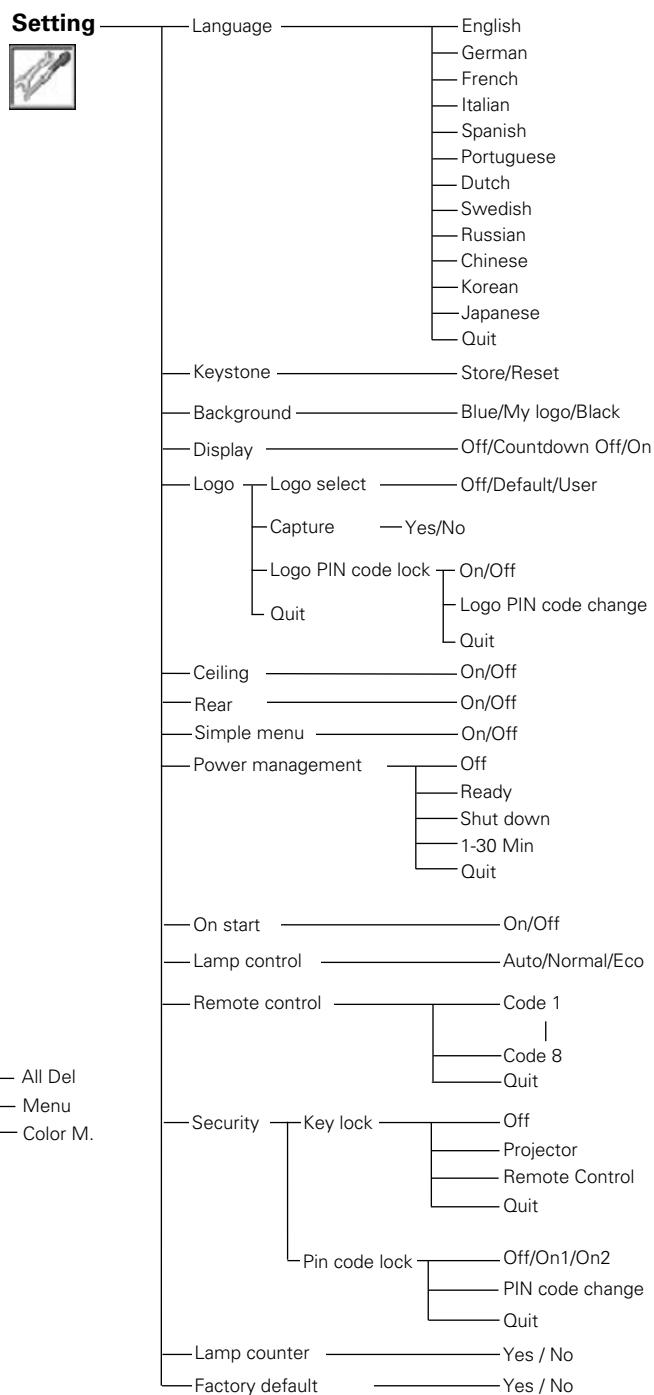 Setting Language English
German
French
Italian
Spanish
Portuguese
Dutch
Swedish
Russian
Chinese
Korean
Japanese
Quit
Keystone Store/Reset
Background Blue/My logo/Black
Display Off/Countdown Off/On
Logo Logo select Off/Default/User
Capture Yes/No
Logo PIN code lock On/Off
Logo PIN code change
Quit
Quit
Ceiling On/Off
Rear On/Off
Simple menu On/Off
Power management Off
Ready
Shut down
1-30 Min
Quit
On start On/Off
Lamp control Auto/Normal/Eco
Remote control Code 1
Code 8
Quit
All Del
Menu
Color M.
Security Key lock Off
Projector
Remote Control
Quit
Pin code lock Off/On1/On2
PIN code change
Quit
Lamp counter Yes / No
Factory default Yes / No